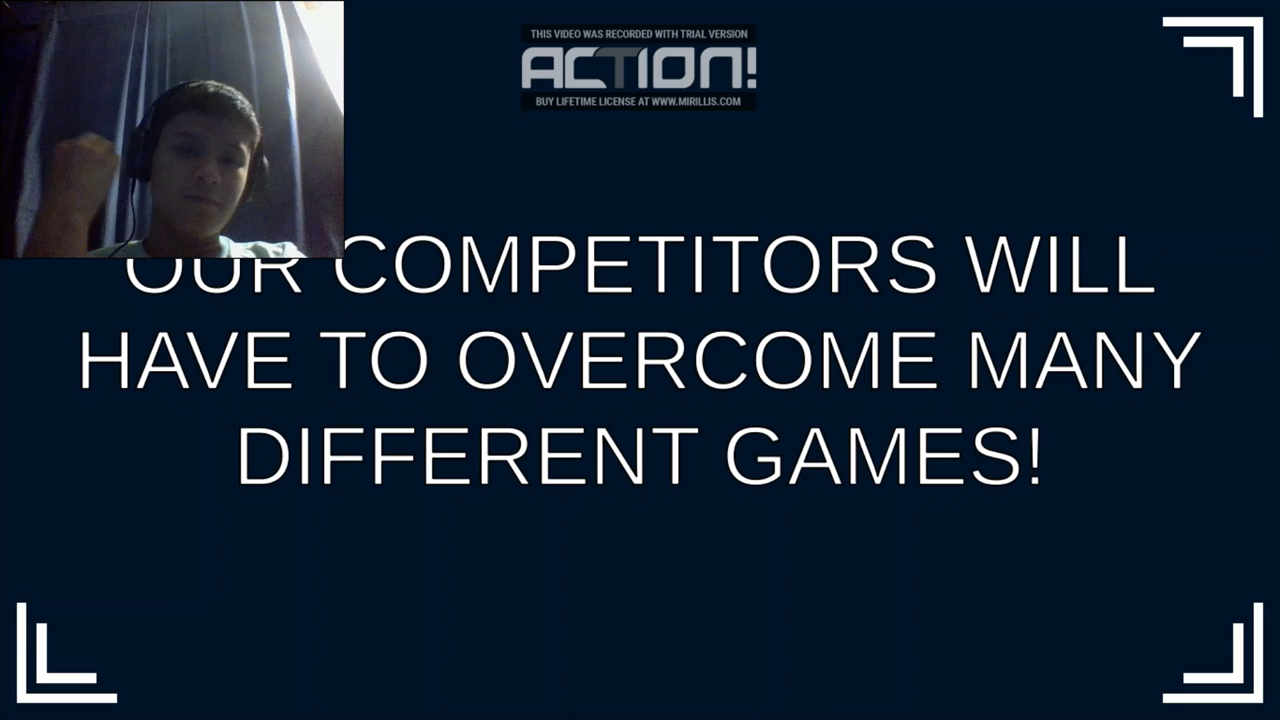 THIS VIDEO WAS RECORDED WITH TRIAL VERSION
ACTION!
BUY LIFETIME LICENSE AT WWW.MIRILLIS.COM
OUR COMPETITORS WILL
HAVE TO OVERCOME MANY
DIFFERENT GAMES!